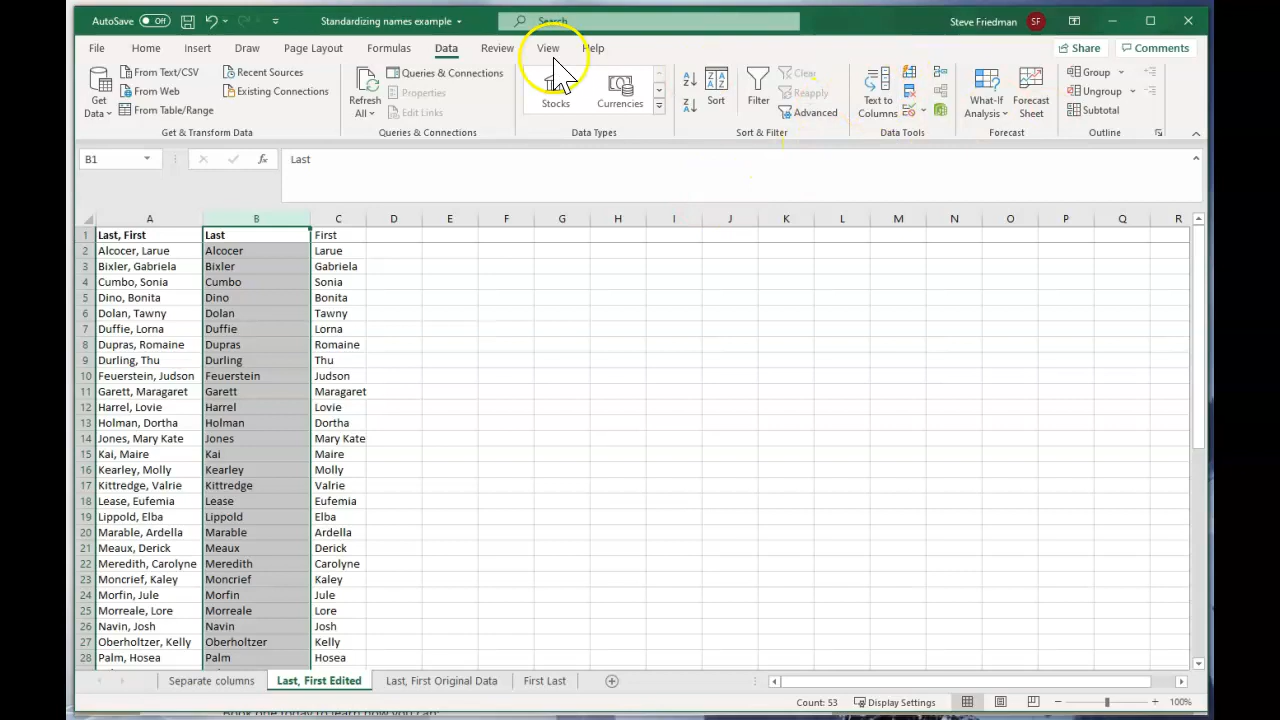 AutoSave Off Standardizing names example Search Steve Friedman SF
File Home Insert Draw Page Layout Formulas Data Review View Help Share Comments
Get Data From Text/CSV Recent Sources
From Web Existing Connections
From Table/Range
Get & Transform Data
Refresh All Queries & Connections
Properties
Edit Links
Queries & Connections
Stocks Currencies
Data Types
Sort Filter Clear
Reapply
Advanced
Sort & Filter
Text to Columns
Data Tools
What-If Analysis Forecast Sheet
Forecast
Group
Ungroup
Subtotal
Outline
B1 fx Last
A B C D E F G H I J K L M N O P Q R
1 Last, First Last First
2 Alcocer, Larue Alcocer Larue
3 Bixler, Gabriela Bixler Gabriela
4 Cumbo, Sonia Cumbo Sonia
5 Dino, Bonita Dino Bonita
6 Dolan, Tawny Dolan Tawny
7 Duffie, Lorna Duffie Lorna
8 Dupras, Romaine Dupras Romaine
9 Durling, Thu Durling Thu
10 Feuerstein, Judson Feuerstein Judson
11 Garett, Maragaret Garett Maragaret
12 Harrel, Lovie Harrel Lovie
13 Holman, Dortha Holman Dortha
14 Jones, Mary Kate Jones Mary Kate
15 Kai, Maire Kai Maire
16 Kearley, Molly Kearley Molly
17 Kittredge, Valrie Kittredge Valrie
18 Lease, Eufemia Lease Eufemia
19 Lippold, Elba Lippold Elba
20 Marable, Ardella Marable Ardella
21 Meaux, Derick Meaux Derick
22 Meredith, Carolyne Meredith Carolyne
23 Moncrief, Kaley Moncrief Kaley
24 Morfin, Jule Morfin Jule
25 Morreale, Lore Morreale Lore
26 Navin, Josh Navin Josh
27 Oberholtzer, Kelly Oberholtzer Kelly
28 Palm, Hosea Palm Hosea
Separate columns Last, First Edited Last, First Original Data First Last
Count: 53 Display Settings 100%
Book one today to learn how you can: